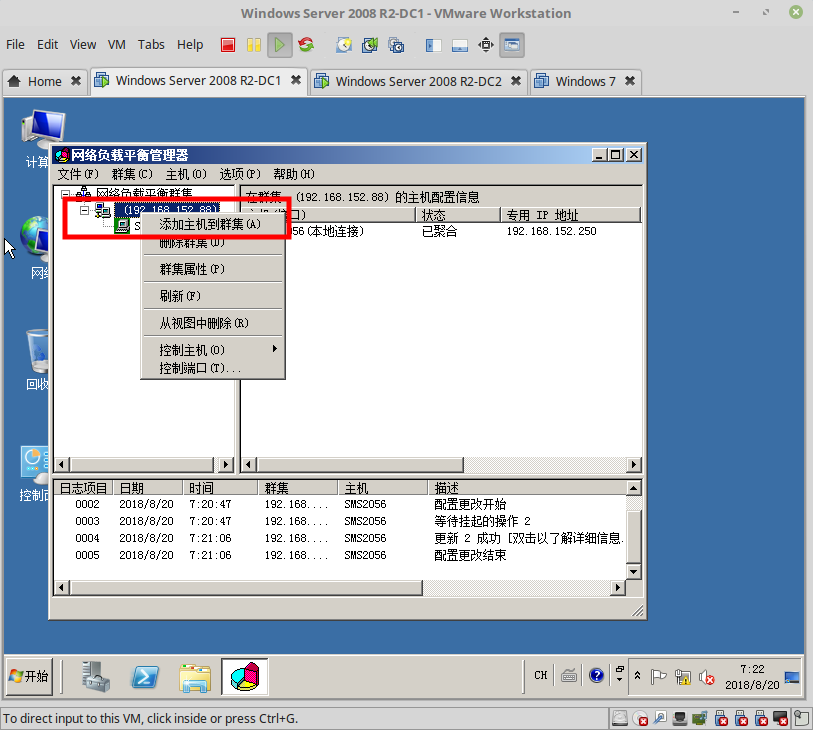 Windows Server 2008 R2-DC1 - VMware Workstation
File Edit View VM Tabs Help
Home Windows Server 2008 R2-DC1 Windows Server 2008 R2-DC2 Windows 7
网络负载平衡管理器
文件(F) 群集(C) 主机(O) 选项(P) 帮助(H)
网络负载平衡群集
(192.168.152.88)
在群集 (192.168.152.88) 的主机配置信息
状态 专用 IP 地址
056(本地连接) 已聚合 192.168.152.250
添加主机到群集(A)
删除群集(D)
群集属性(P)
刷新(F)
从视图中删除(R)
控制主机(O)
控制端口(T)...
计算
网络
回收
控制面
日志项目 日期 时间 群集 主机 描述
0002 2018/8/20 7:20:47 192.168.... SMS2056 配置更改开始
0003 2018/8/20 7:20:47 192.168.... SMS2056 等待挂起的操作 2
0004 2018/8/20 7:21:06 192.168.... SMS2056 更新 2 成功 [双击以了解详细信息.
0005 2018/8/20 7:21:06 192.168.... SMS2056 配置更改结束
开始
CH
7:22
2018/8/20
To direct input to this VM, click inside or press Ctrl+G.